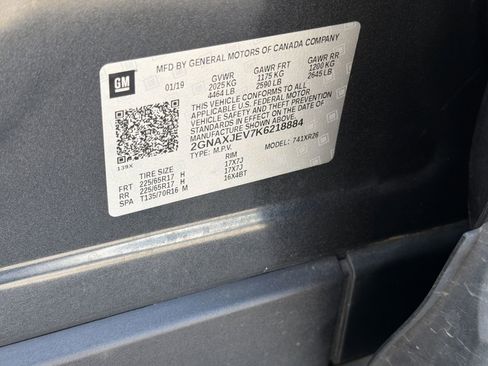 GM
MFD BY GENERAL MOTORS OF CANADA COMPANY
01/19
GVWR GAWR FRT GAWR RR
2025 KG 1175 KG 1200 KG
4464 LB 2590 LB 2645 LB
THIS VEHICLE CONFORMS TO ALL
APPLICABLE U.S. FEDERAL MOTOR
VEHICLE SAFETY AND THEFT PREVENTION
STANDARDS IN EFFECT ON THE DATE OF
MANUFACTURE SHOWN ABOVE.
2GNAXJEV7K6218884
TYPE: M.P.V. MODEL: 741XR26
139X
TIRE SIZE RIM
FRT 225/65R17 H 17X7J
RR 225/65R17 H 17X7J
SPA T135/70R16 M 16X4BT